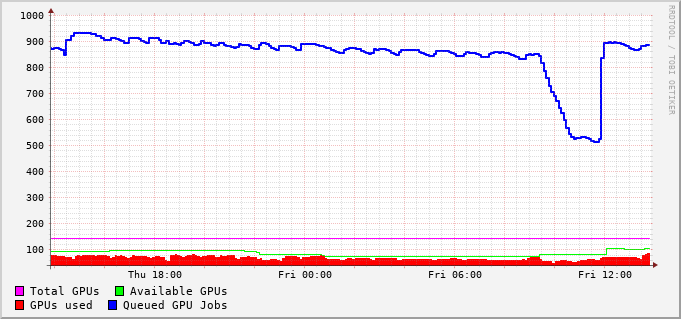 1000
900
800
700
600
500
400
300
200
100
Thu 18:00 Fri 00:00 Fri 06:00 Fri 12:00
Total GPUs Available GPUs
GPUs used Queued GPU Jobs
RRDTOOL / TOBI OETIKER